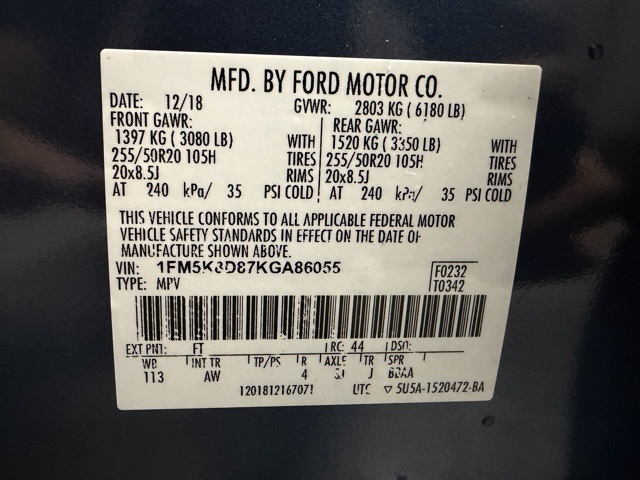 MFD. BY FORD MOTOR CO.
DATE: 12/18 GVWR: 2803 KG ( 6180 LB)
FRONT GAWR: REAR GAWR:
1397 KG ( 3080 LB) WITH 1520 KG ( 3350 LB) WITH
255/50R20 105H TIRES 255/50R20 105H TIRES
20x8.5J RIMS 20x8.5J RIMS
AT 240 kPa/ 35 PSI COLD AT 240 kPa/ 35 PSI COLD
THIS VEHICLE CONFORMS TO ALL APPLICABLE FEDERAL MOTOR
VEHICLE SAFETY STANDARDS IN EFFECT ON THE DATE OF
MANUFACTURE SHOWN ABOVE.
VIN: 1FM5K8D87KGA86055 F0232
TYPE: MPV T0342
EXT PNT: FT RC: 44 DSO:
WB INT TR TP/PS R AXLE TR SPR
113 AW 4 J
120181216707 UTC ▽ 5U5A-1520472-BA